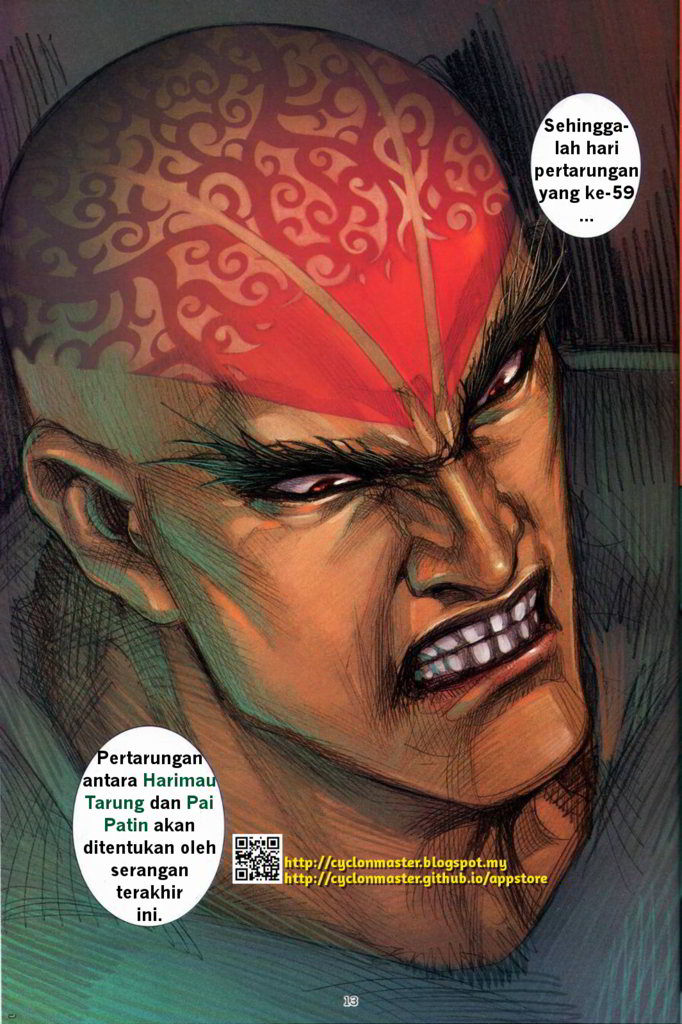 Sehingga-
lah hari
pertarungan
yang ke-59
...
Pertarungan
antara Harimau
Tarung dan Pai
Patin akan
ditentukan oleh
serangan
terakhir
ini.
http://cyclonmaster.blogspot.my
http://cyclonmaster.github.io/appstore
13